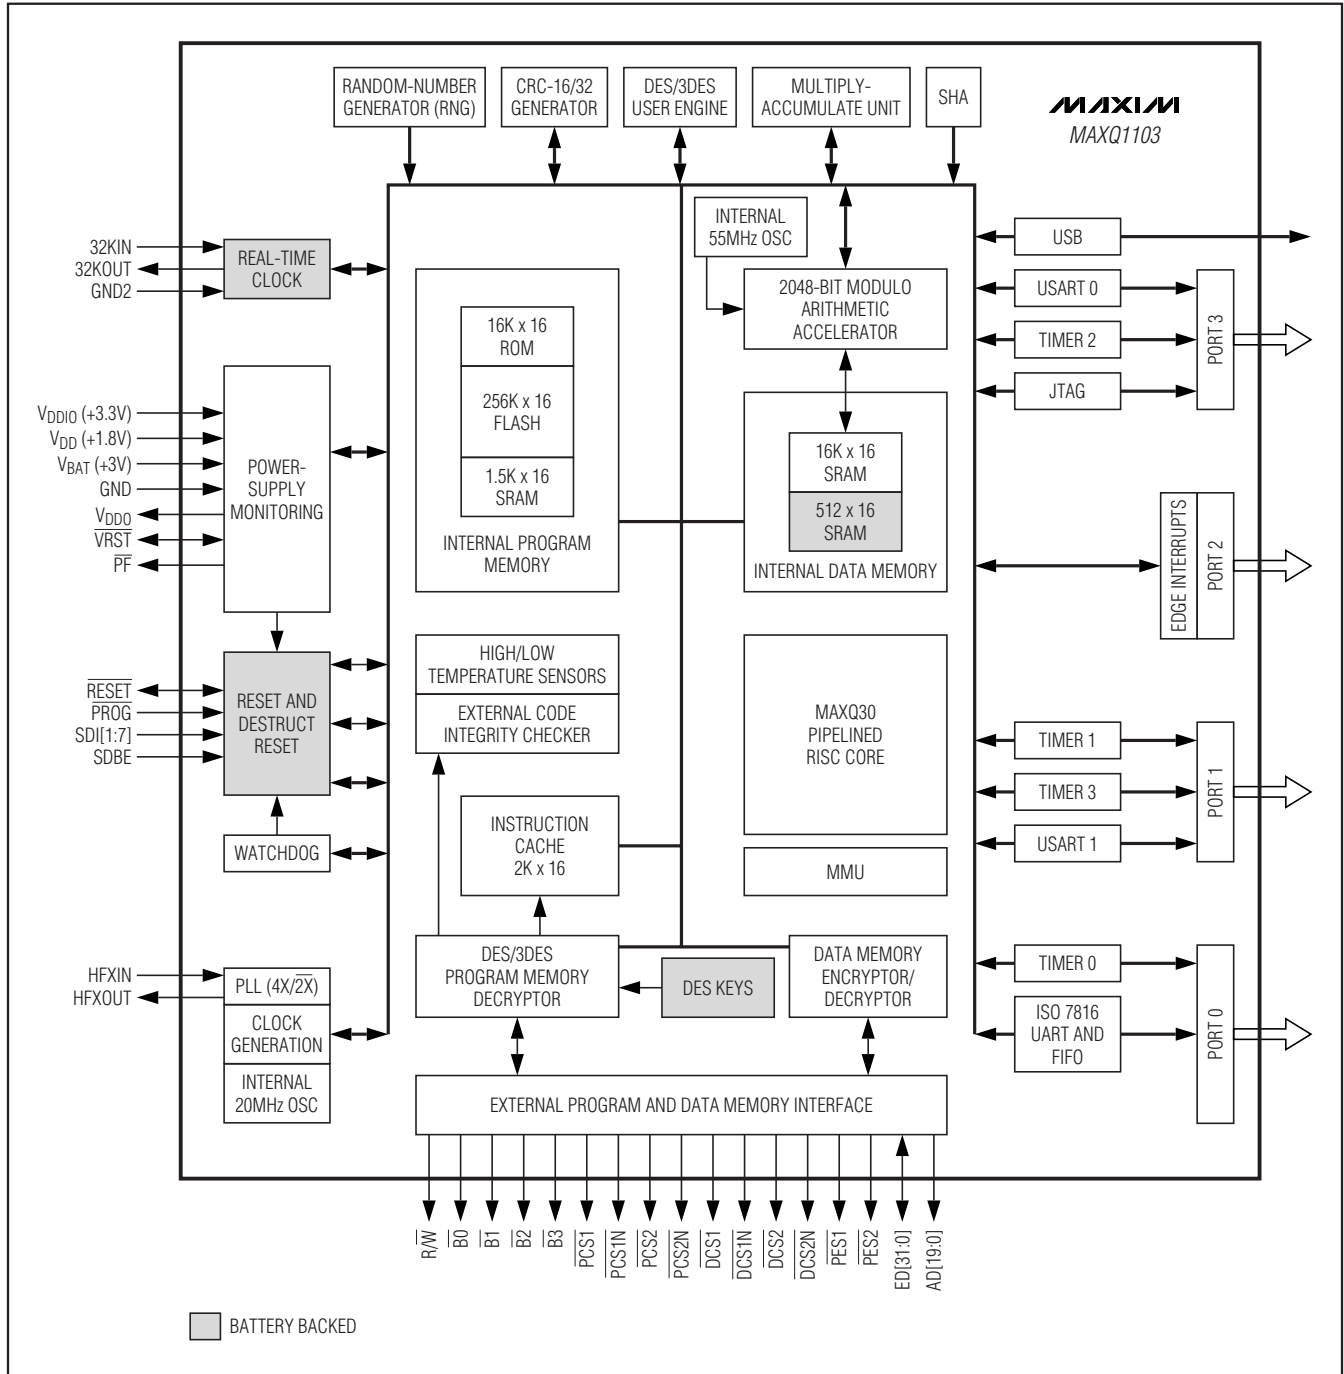 RANDOM-NUMBER
GENERATOR (RNG)
CRC-16/32
GENERATOR
DES/3DES
USER ENGINE
MULTIPLY-
ACCUMULATE UNIT
SHA
MAXIM
MAXQ1103
32KIN
32KOUT
GND2
REAL-TIME
CLOCK
INTERNAL
55MHz OSC
2048-BIT MODULO
ARITHMETIC
ACCELERATOR
USB
USART 0
TIMER 2
JTAG
PORT 3
16K x 16
ROM
256K x 16
FLASH
1.5K x 16
SRAM
INTERNAL PROGRAM
MEMORY
16K x 16
SRAM
512 x 16
SRAM
INTERNAL DATA MEMORY
VDDIO (+3.3V)
VDD (+1.8V)
VBAT (+3V)
GND
VDDO
VRST
PF
POWER-
SUPPLY
MONITORING
EDGE INTERRUPTS
PORT 2
RESET
PROG
SDI[1:7]
SDBE
RESET AND
DESTRUCT
RESET
WATCHDOG
HIGH/LOW
TEMPERATURE SENSORS
EXTERNAL CODE
INTEGRITY CHECKER
MAXQ30
PIPELINED
RISC CORE
MMU
TIMER 1
TIMER 3
USART 1
PORT 1
INSTRUCTION
CACHE
2K x 16
HFXIN
HFXOUT
PLL (4X/2X)
CLOCK
GENERATION
INTERNAL
20MHz OSC
DES/3DES
PROGRAM MEMORY
DECRYPTOR
DES KEYS
DATA MEMORY
ENCRYPTOR/
DECRYPTOR
TIMER 0
ISO 7816
UART AND
FIFO
PORT 0
EXTERNAL PROGRAM AND DATA MEMORY INTERFACE
R/W
B0
B1
B2
B3
PCS1
PCS1N
PCS2
PCS2N
DCS1
DCS1N
DCS2
DCS2N
PES1
PES2
ED[31:0]
AD[19:0]
BATTERY BACKED